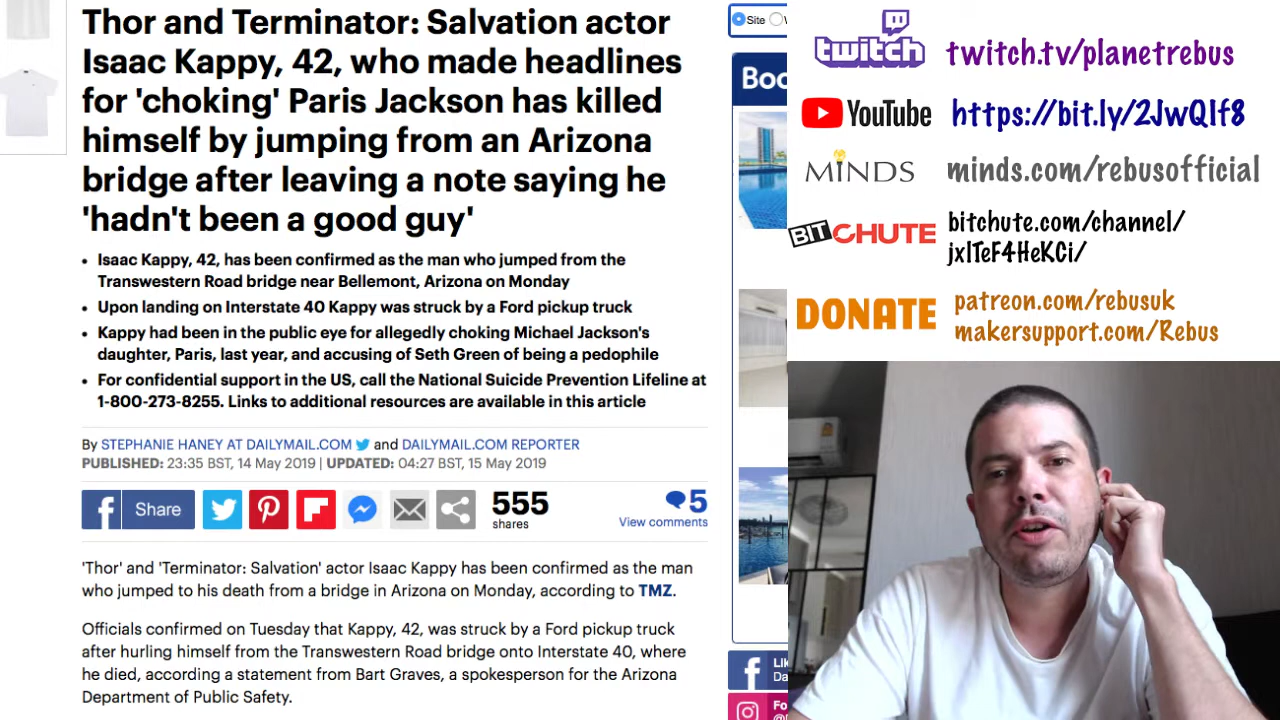 Thor and Terminator: Salvation actor
Isaac Kappy, 42, who made headlines
for 'choking' Paris Jackson has killed
himself by jumping from an Arizona
bridge after leaving a note saying he
'hadn't been a good guy'
• Isaac Kappy, 42, has been confirmed as the man who jumped from the
Transwestern Road bridge near Bellemont, Arizona on Monday
• Upon landing on Interstate 40 Kappy was struck by a Ford pickup truck
• Kappy had been in the public eye for allegedly choking Michael Jackson's
daughter, Paris, last year, and accusing of Seth Green of being a pedophile
• For confidential support in the US, call the National Suicide Prevention Lifeline at
1-800-273-8255. Links to additional resources are available in this article
By STEPHANIE HANEY AT DAILYMAIL.COM and DAILYMAIL.COM REPORTER
PUBLISHED: 23:35 BST, 14 May 2019 | UPDATED: 04:27 BST, 15 May 2019
Share
555
shares
5
View comments
'Thor' and 'Terminator: Salvation' actor Isaac Kappy has been confirmed as the man
who jumped to his death from a bridge in Arizona on Monday, according to TMZ.
Officials confirmed on Tuesday that Kappy, 42, was struck by a Ford pickup truck
after hurling himself from the Transwestern Road bridge onto Interstate 40, where
he died, according a statement from Bart Graves, a spokesperson for the Arizona
Department of Public Safety.
Site
Boo
Lik
Da
Fo
twitch twitch.tv/planetrebus
YouTube https://bit.ly/2JwQIf8
MINDS minds.com/rebusofficial
BITCHUTE bitchute.com/channel/
jxITeF4HeKCi/
DONATE patreon.com/rebusuk
makersupport.com/Rebus